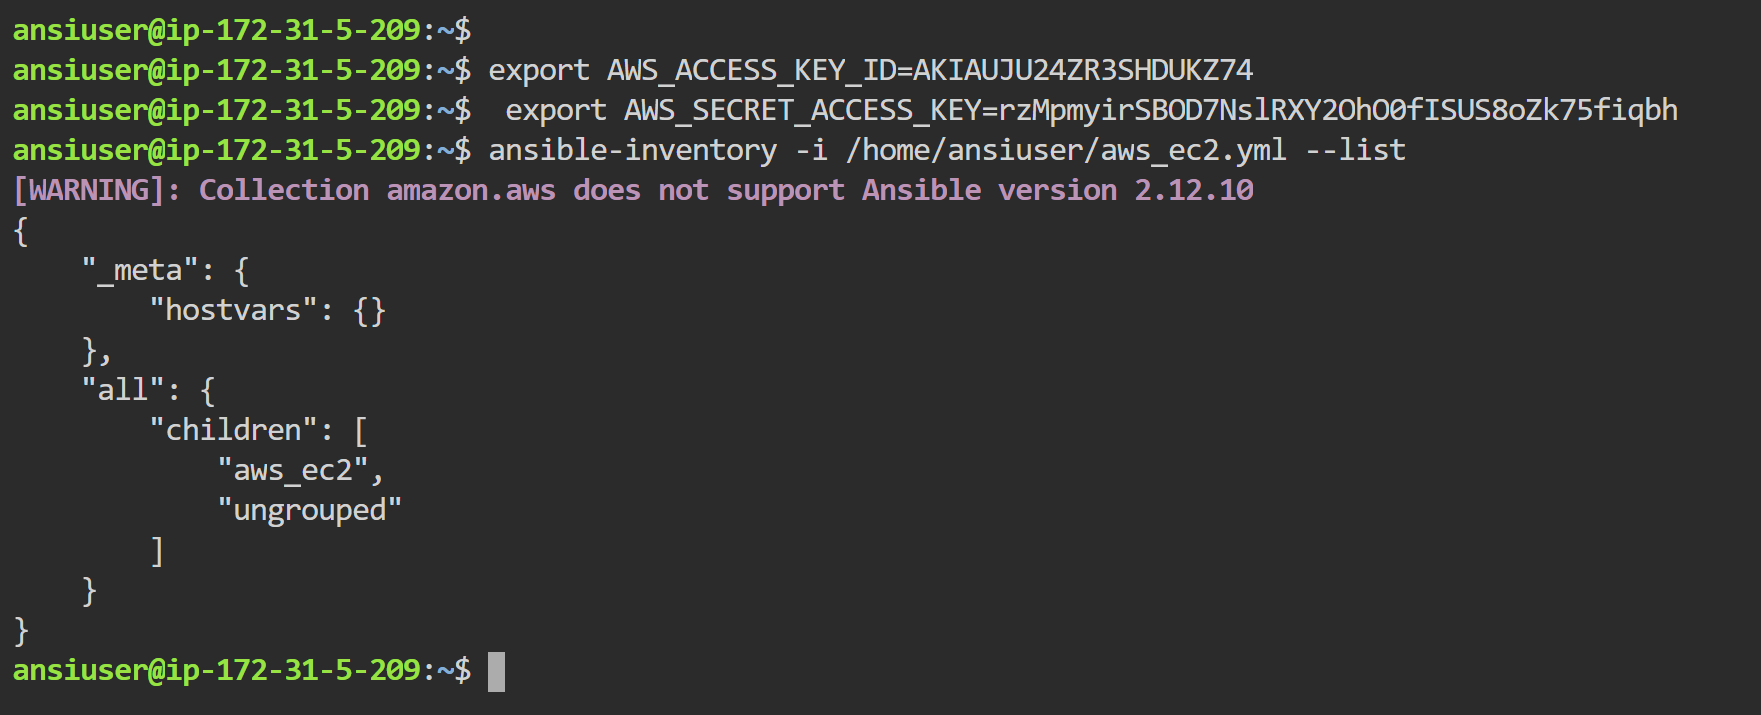 ansiuser@ip-172-31-5-209:~$
ansiuser@ip-172-31-5-209:~$ export AWS_ACCESS_KEY_ID=AKIAUJU24ZR3SHDUKZ74
ansiuser@ip-172-31-5-209:~$  export AWS_SECRET_ACCESS_KEY=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
ansiuser@ip-172-31-5-209:~$ ansible-inventory -i /home/ansiuser/aws_ec2.yml --list
[WARNING]: Collection amazon.aws does not support Ansible version 2.12.10
{
    "_meta": {
        "hostvars": {}
    },
    "all": {
        "children": [
            "aws_ec2",
            "ungrouped"
        ]
    }
}
ansiuser@ip-172-31-5-209:~$